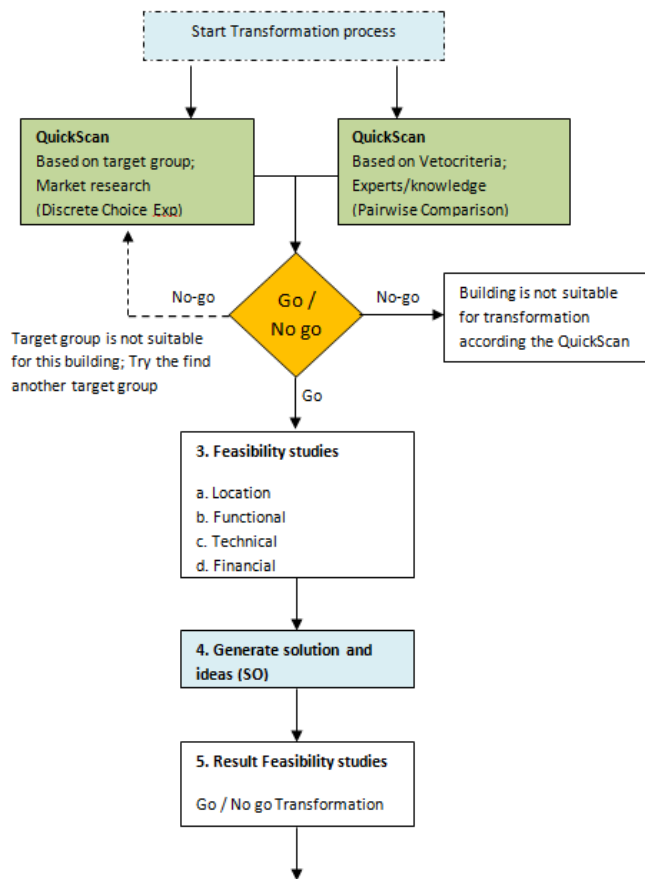 Start Transformation process
QuickScan
Based on target group;
Market research
(Discrete Choice Exp)
QuickScan
Based on Vetocriteria;
Experts/knowledge
(Pairwise Comparison)
No-go
Go /
No go
No-go
Building is not suitable
for transformation
according the QuickScan
Target group is not suitable
for this building; Try the find
another target group
Go
3. Feasibility studies
a. Location
b. Functional
c. Technical
d. Financial
4. Generate solution and
ideas (SO)
5. Result Feasibility studies
Go / No go Transformation